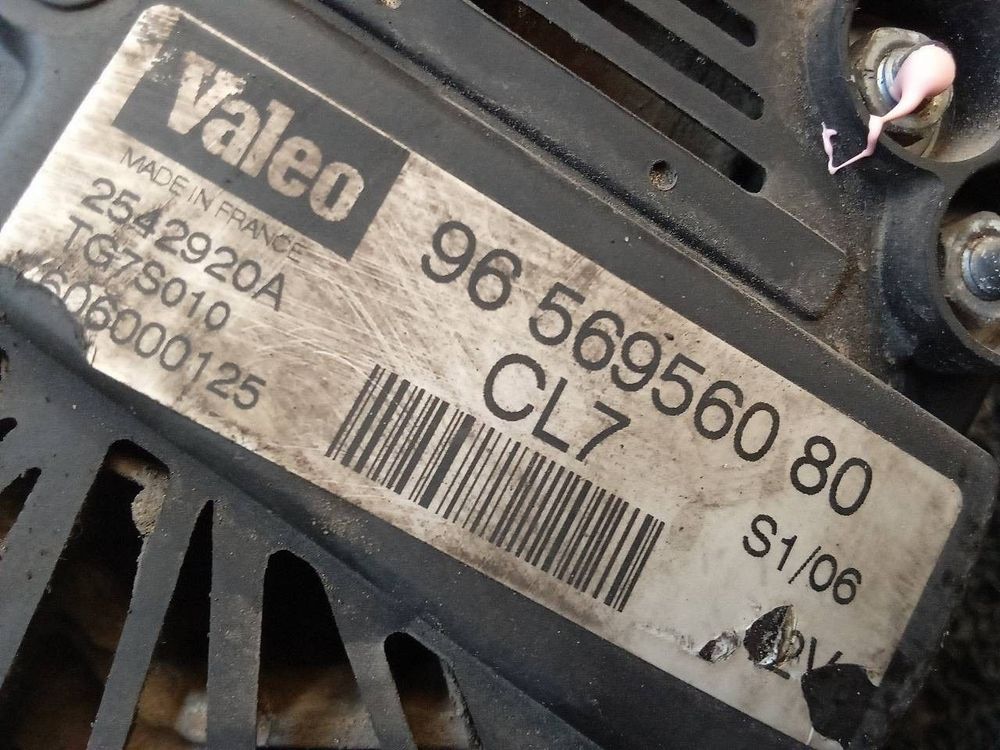 Valeo
MADE IN FRANCE
2542920A
TG7S010
606000125
96 569560 80
CL7
S1/06